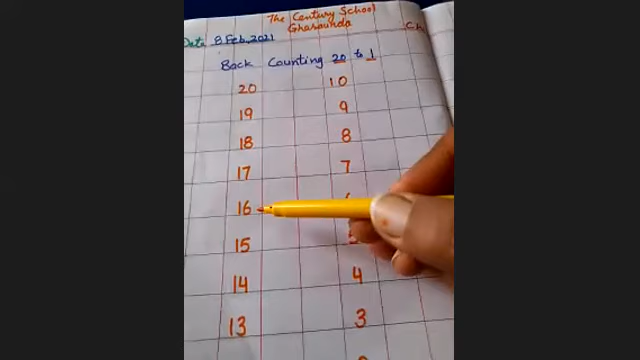 The Century School
Gharaunda
Date 8 Feb, 2021
Back Counting 20 to 1
20 10
19 9
18 8
17 7
16
15
14 4
13 3